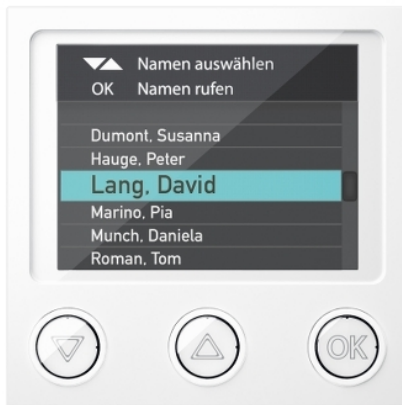 Namen auswählen
OK Namen rufen
Dumont, Susanna
Hauge, Peter
Lang, David
Marino, Pia
Munch, Daniela
Roman, Tom
OK